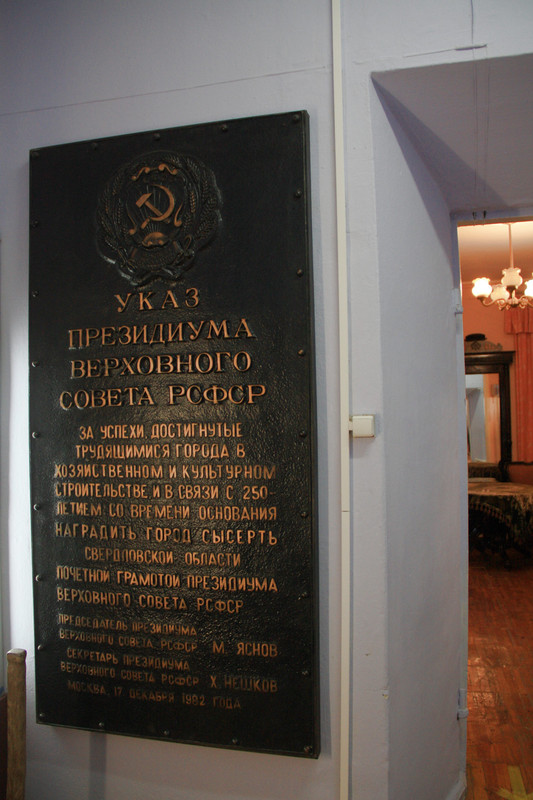 УКАЗ
ПРЕЗИДИУМА
ВЕРХОВНОГО
СОВЕТА РСФСР
ЗА УСПЕХИ, ДОСТИГНУТЫЕ
ТРУДЯЩИМИСЯ ГОРОДА В
ХОЗЯЙСТВЕННОМ И КУЛЬТУРНОМ
СТРОИТЕЛЬСТВЕ И В СВЯЗИ С 250-
ЛЕТИЕМ СО ВРЕМЕНИ ОСНОВАНИЯ
НАГРАДИТЬ ГОРОД СЫСЕРТЬ
СВЕРДЛОВСКОЙ ОБЛАСТИ
ПОЧЕТНОЙ ГРАМОТОЙ ПРЕЗИДИУМА
ВЕРХОВНОГО СОВЕТА РСФСР
ПРЕДСЕДАТЕЛЬ ПРЕЗИДИУМА
ВЕРХОВНОГО СОВЕТА РСФСР М. ЯСНОВ
СЕКРЕТАРЬ ПРЕЗИДИУМА
ВЕРХОВНОГО СОВЕТА РСФСР Х. НЕШКОВ
МОСКВА, 17 ДЕКАБРЯ 1982 ГОДА